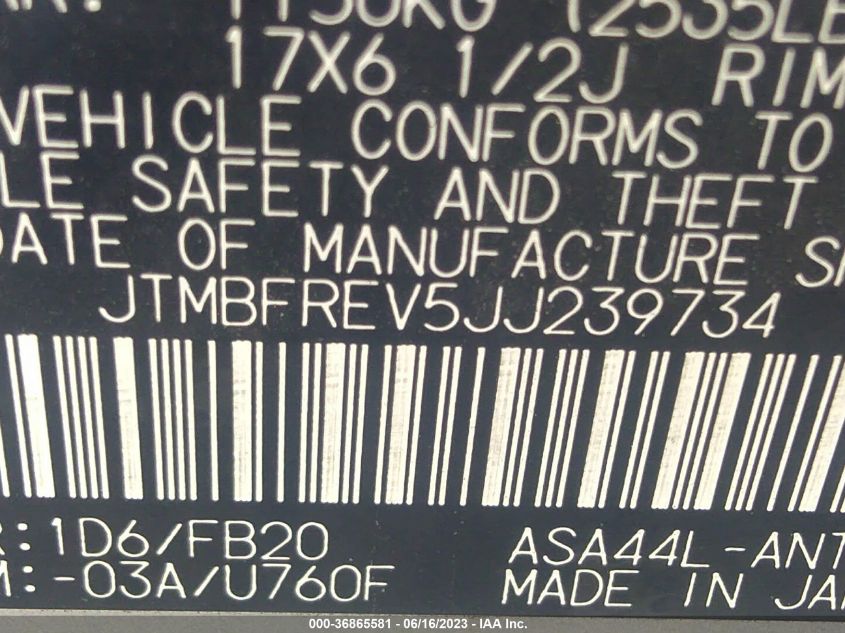 17X6 1/2J RIM
VEHICLE CONFORMS TO
LE SAFETY AND THEFT
DATE OF MANUFACTURE SH
JTMBFREV5JJ239734
R:1D6/FB20 ASA44L-ANT
M:-03A/U760F MADE IN JAP
000-36865581 - 06/16/2023 - IAA Inc.